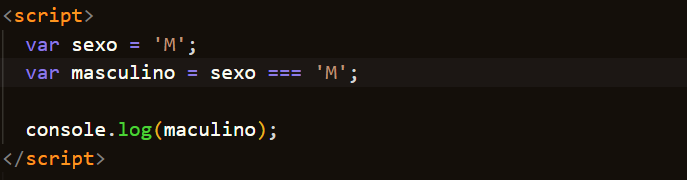 <script>
var sexo = 'M';
var masculino = sexo === 'M';
console.log(maculino);
</script>